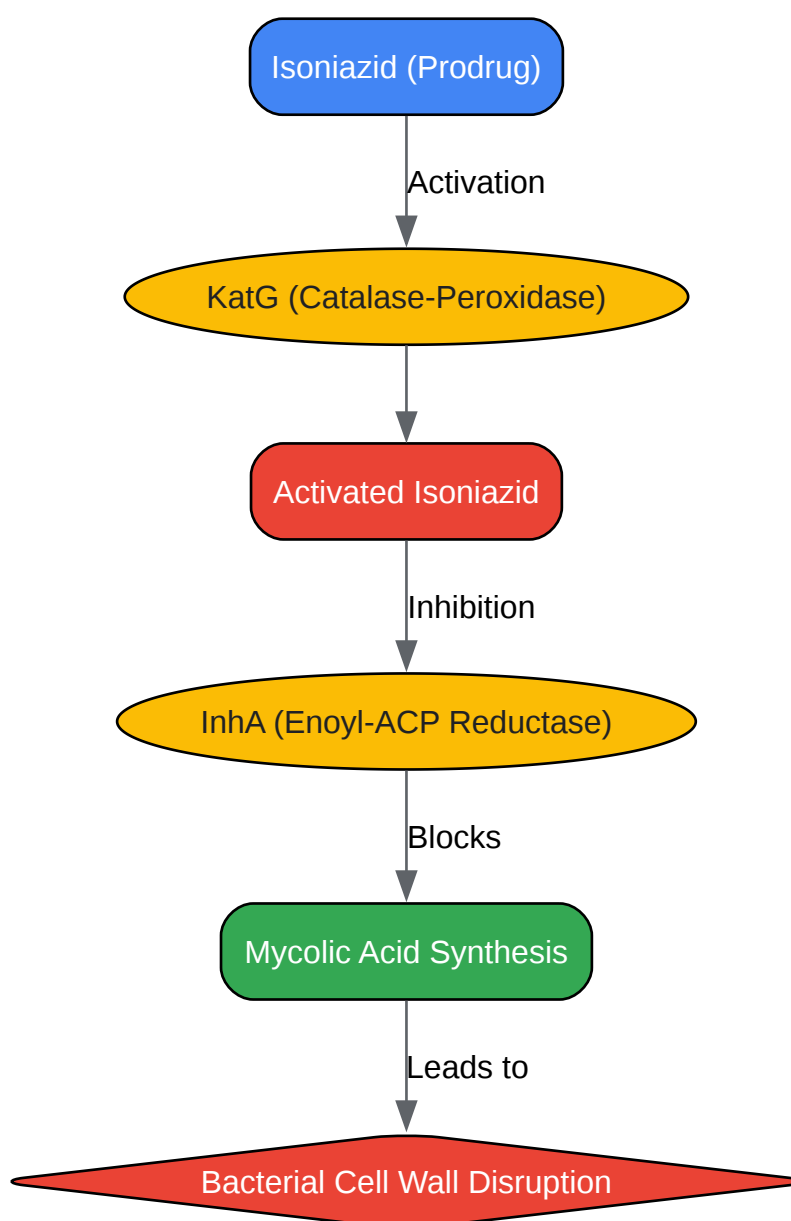 Isoniazid (Prodrug)
Activation
KatG (Catalase-Peroxidase)
Activated Isoniazid
Inhibition
InhA (Enoyl-ACP Reductase)
Blocks
Mycolic Acid Synthesis
Leads to
Bacterial Cell Wall Disruption